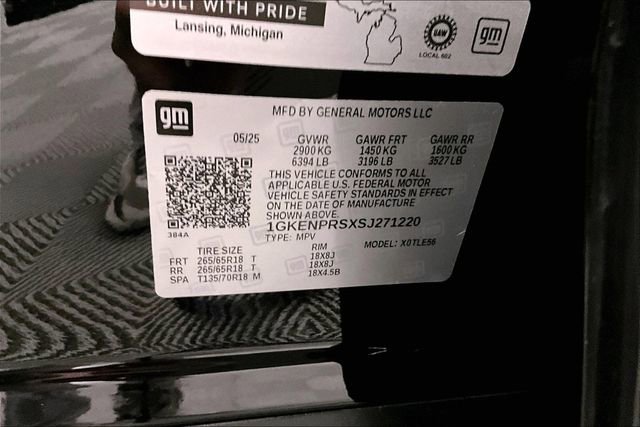 BUILT WITH PRIDE
Lansing, Michigan
UAW
LOCAL 602
gm
gm
MFD BY GENERAL MOTORS LLC
05/25 GVWR GAWR FRT GAWR RR
2900 KG 1450 KG 1600 KG
6394 LB 3196 LB 3527 LB
THIS VEHICLE CONFORMS TO ALL
APPLICABLE U.S. FEDERAL MOTOR
VEHICLE SAFETY STANDARDS IN EFFECT
ON THE DATE OF MANUFACTURE
SHOWN ABOVE.
1GKENPRSXSJ271220
384A
TYPE: MPV MODEL: X0TLE56
TIRE SIZE RIM
FRT 265/65R18 T 18X8J
RR 265/65R18 T 18X8J
SPA T135/70R18 M 18X4.5B